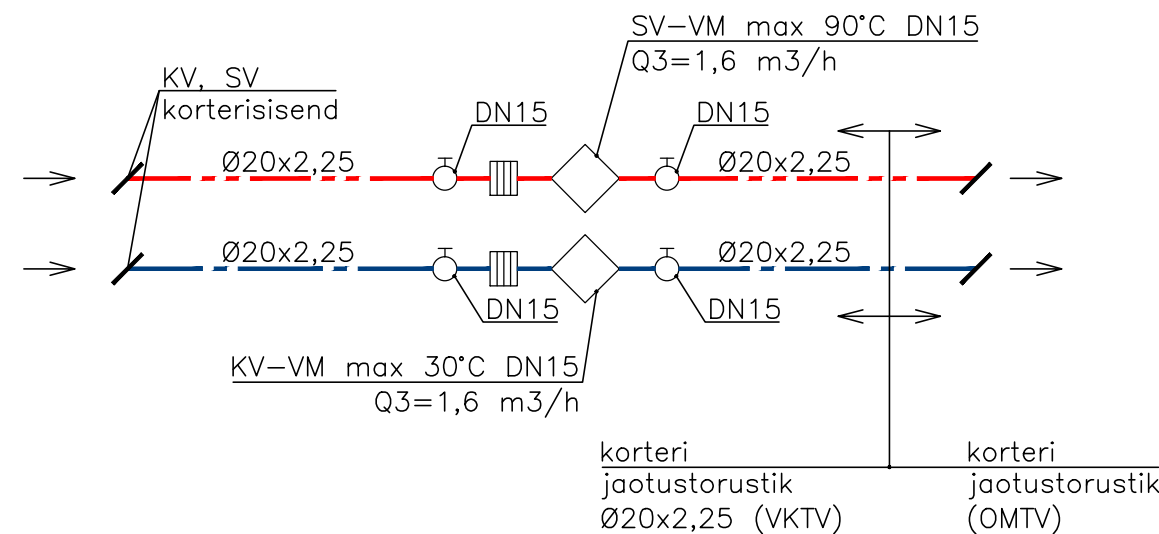 SV-VM max 90°C DN15
Q3=1,6 m3/h
KV, SV
korterisisend
DN15
DN15
Ø20x2,25
Ø20x2,25
Ø20x2,25
Ø20x2,25
DN15
DN15
KV-VM max 30°C DN15
Q3=1,6 m3/h
korteri
jaotustorustik
Ø20x2,25 (VKTV)
korteri
jaotustorustik
(OMTV)